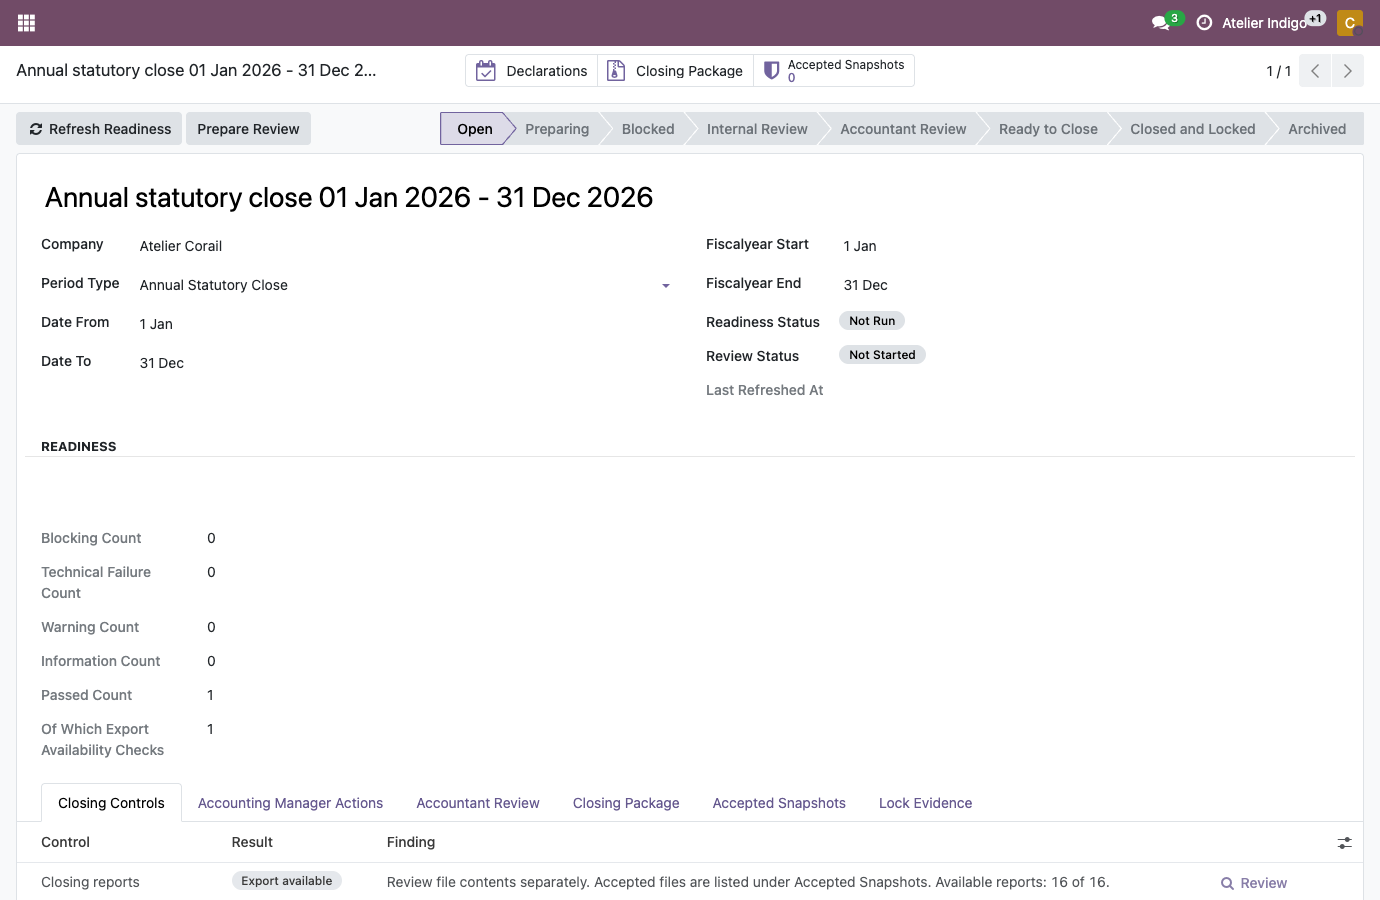 3
Atelier Indigo
+1
C
Annual statutory close 01 Jan 2026 - 31 Dec 2...
Declarations
Closing Package
Accepted Snapshots
0
1 / 1
Refresh Readiness
Prepare Review
Open
Preparing
Blocked
Internal Review
Accountant Review
Ready to Close
Closed and Locked
Archived
Annual statutory close 01 Jan 2026 - 31 Dec 2026
Company
Atelier Corail
Period Type
Annual Statutory Close
Date From
1 Jan
Date To
31 Dec
Fiscalyear Start
1 Jan
Fiscalyear End
31 Dec
Readiness Status
Not Run
Review Status
Not Started
Last Refreshed At
READINESS
Blocking Count
0
Technical Failure
Count
0
Warning Count
0
Information Count
0
Passed Count
1
Of Which Export
Availability Checks
1
Closing Controls
Accounting Manager Actions
Accountant Review
Closing Package
Accepted Snapshots
Lock Evidence
Control
Result
Finding
Closing reports
Export available
Review file contents separately. Accepted files are listed under Accepted Snapshots. Available reports: 16 of 16.
Review